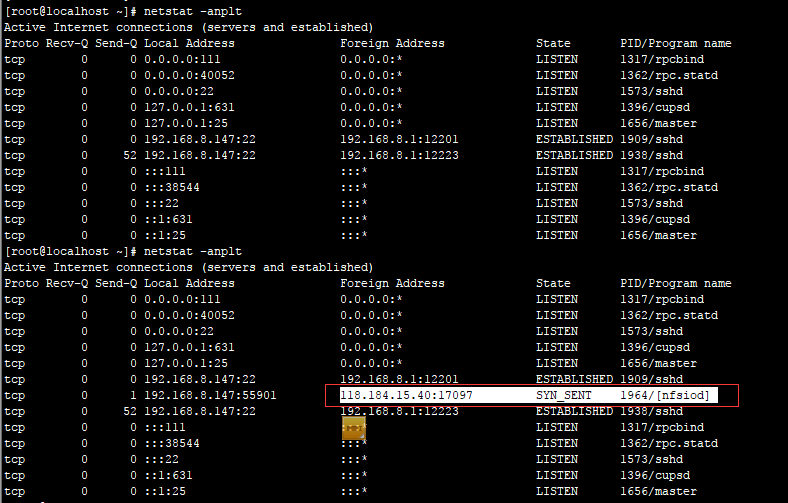 [root@localhost ~]# netstat -anplt
Active Internet connections (servers and established)
Proto Recv-Q Send-Q Local Address               Foreign Address             State       PID/Program name
tcp        0      0 0.0.0.0:111                 0.0.0.0:*                   LISTEN      1317/rpcbind
tcp        0      0 0.0.0.0:40052               0.0.0.0:*                   LISTEN      1362/rpc.statd
tcp        0      0 0.0.0.0:22                  0.0.0.0:*                   LISTEN      1573/sshd
tcp        0      0 127.0.0.1:631               0.0.0.0:*                   LISTEN      1396/cupsd
tcp        0      0 127.0.0.1:25                0.0.0.0:*                   LISTEN      1656/master
tcp        0      0 192.168.8.147:22            192.168.8.1:12201           ESTABLISHED 1909/sshd
tcp        0     52 192.168.8.147:22            192.168.8.1:12223           ESTABLISHED 1938/sshd
tcp        0      0 :::111                      :::*                        LISTEN      1317/rpcbind
tcp        0      0 :::38544                    :::*                        LISTEN      1362/rpc.statd
tcp        0      0 :::22                       :::*                        LISTEN      1573/sshd
tcp        0      0 ::1:631                     :::*                        LISTEN      1396/cupsd
tcp        0      0 ::1:25                      :::*                        LISTEN      1656/master
[root@localhost ~]# netstat -anplt
Active Internet connections (servers and established)
Proto Recv-Q Send-Q Local Address               Foreign Address             State       PID/Program name
tcp        0      0 0.0.0.0:111                 0.0.0.0:*                   LISTEN      1317/rpcbind
tcp        0      0 0.0.0.0:40052               0.0.0.0:*                   LISTEN      1362/rpc.statd
tcp        0      0 0.0.0.0:22                  0.0.0.0:*                   LISTEN      1573/sshd
tcp        0      0 127.0.0.1:631               0.0.0.0:*                   LISTEN      1396/cupsd
tcp        0      0 127.0.0.1:25                0.0.0.0:*                   LISTEN      1656/master
tcp        0      0 192.168.8.147:22            192.168.8.1:12201           ESTABLISHED 1909/sshd
tcp        0      1 192.168.8.147:55901         118.184.15.40:17097         SYN_SENT    1964/[nfsiod]
tcp        0     52 192.168.8.147:22            192.168.8.1:12223           ESTABLISHED 1938/sshd
tcp        0      0 :::111                                                  LISTEN      1317/rpcbind
tcp        0      0 :::38544                    :::*                        LISTEN      1362/rpc.statd
tcp        0      0 :::22                       :::*                        LISTEN      1573/sshd
tcp        0      0 ::1:631                     :::*                        LISTEN      1396/cupsd
tcp        0      0 ::1:25                      :::*                        LISTEN      1656/master